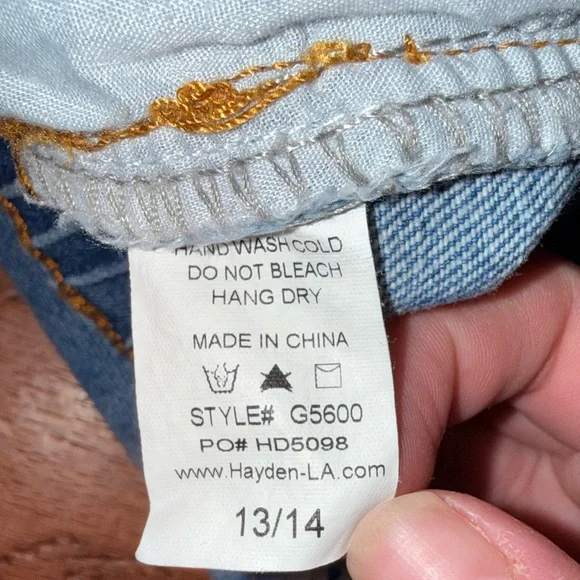 HAND WASH COLD
DO NOT BLEACH
HANG DRY
MADE IN CHINA
STYLE# G5600
PO# HD5098
www.Hayden-LA.com
13/14